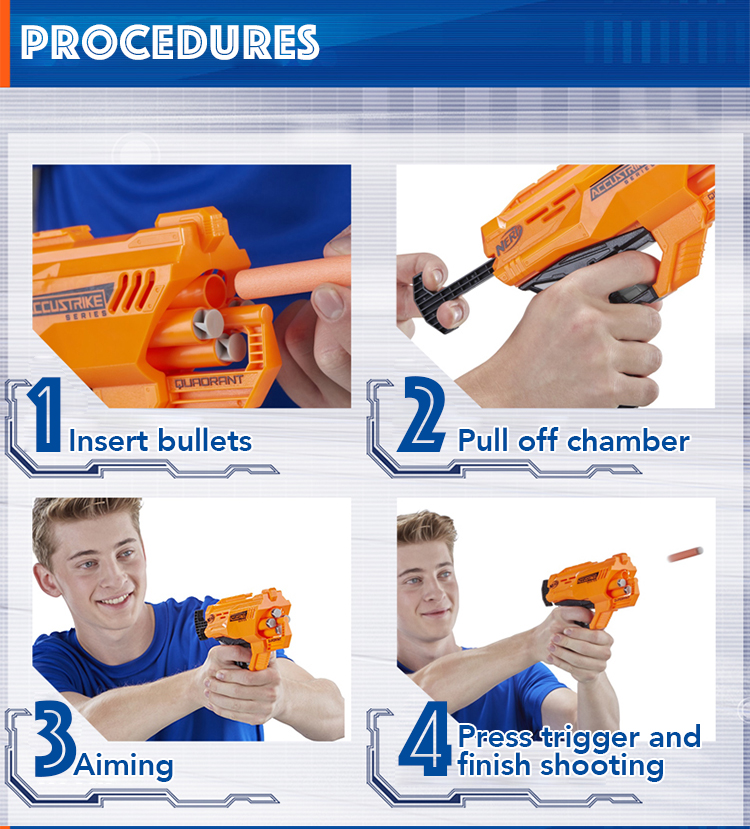 PROCEDURES
ACCUSTRIKE
SERIES
QUADRANT
1 Insert bullets
NERF
ACCUSTRIKE
SERIES
2 Pull off chamber
3 Aiming
4 Press trigger and
finish shooting